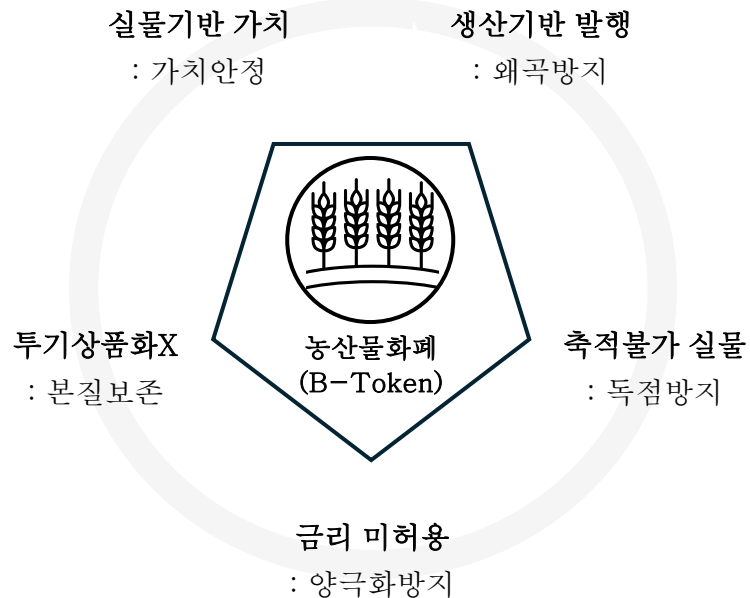 실물기반 가치
: 가치안정
생산기반 발행
: 왜곡방지
투기상품화X
: 본질보존
농산물화폐
(B-Token)
축적불가 실물
: 독점방지
금리 미허용
: 양극화방지